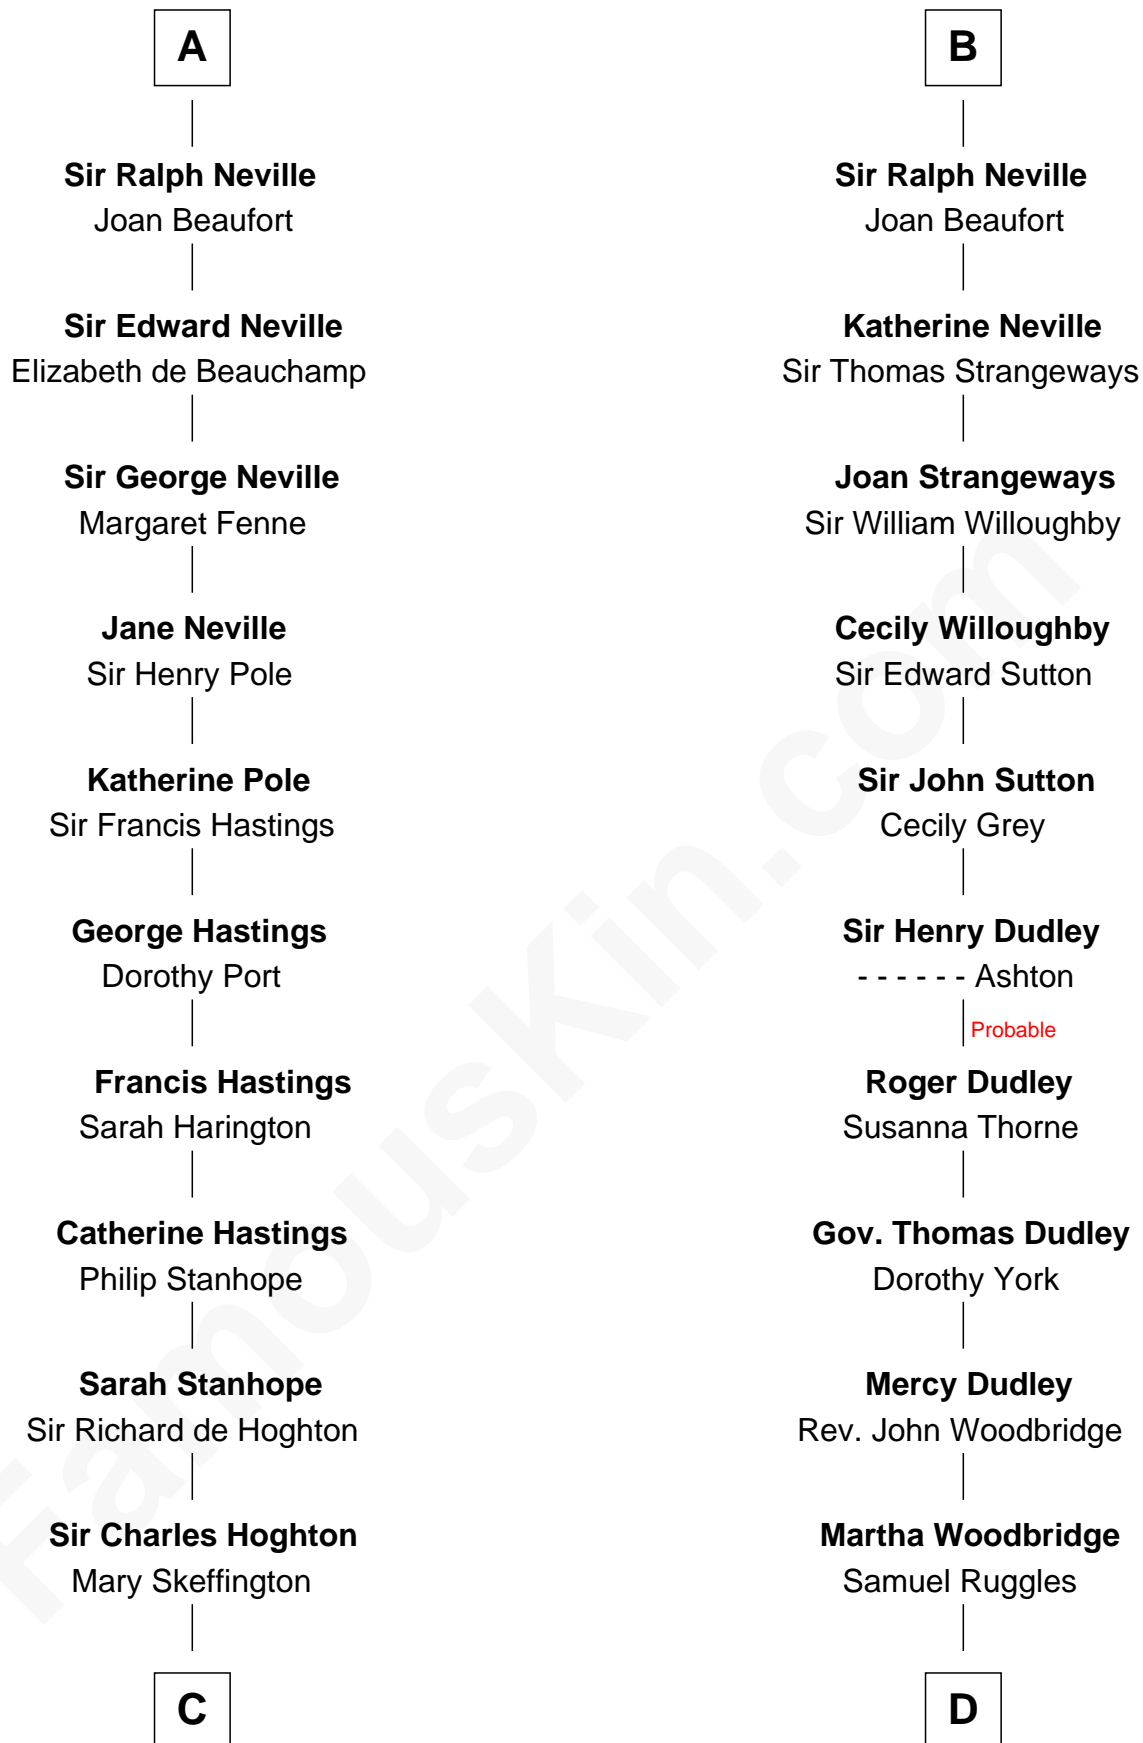 A
Sir Ralph Neville
Joan Beaufort
Sir Edward Neville
Elizabeth de Beauchamp
Sir George Neville
Margaret Fenne
Jane Neville
Sir Henry Pole
Katherine Pole
Sir Francis Hastings
George Hastings
Dorothy Port
Francis Hastings
Sarah Harington
Catherine Hastings
Philip Stanhope
Sarah Stanhope
Sir Richard de Hoghton
Sir Charles Hoghton
Mary Skeffington
C
B
Sir Ralph Neville
Joan Beaufort
Katherine Neville
Sir Thomas Strangeways
Joan Strangeways
Sir William Willoughby
Cecily Willoughby
Sir Edward Sutton
Sir John Sutton
Cecily Grey
Sir Henry Dudley
- - - - - - Ashton
Probable
Roger Dudley
Susanna Thorne
Gov. Thomas Dudley
Dorothy York
Mercy Dudley
Rev. John Woodbridge
Martha Woodbridge
Samuel Ruggles
D
FamousKin.com